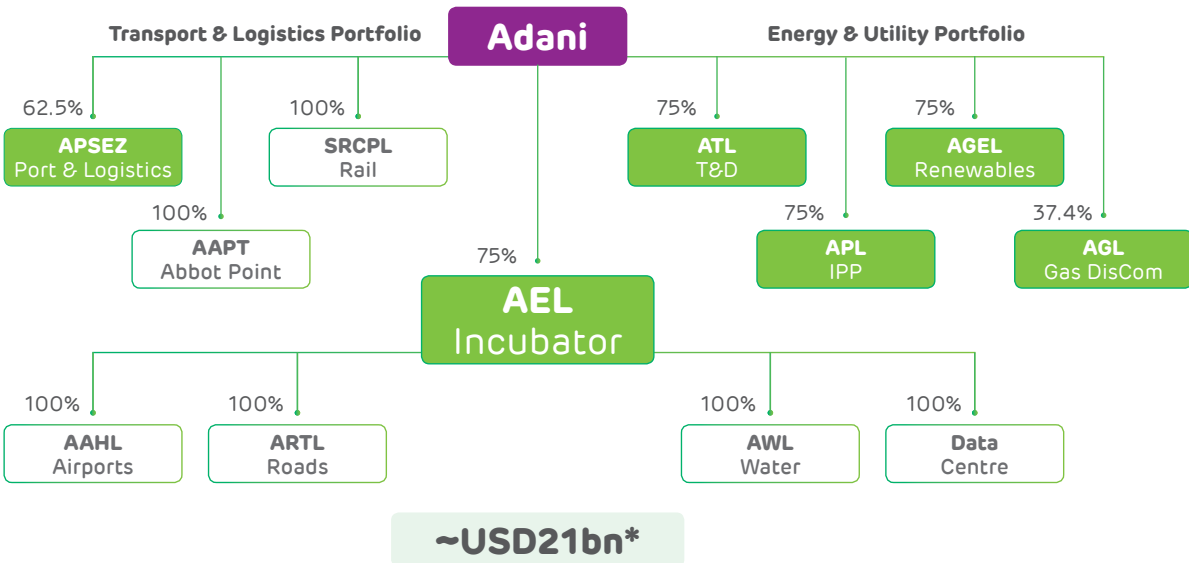 Transport & Logistics Portfolio
Adani
Energy & Utility Portfolio
62.5%
APSEZ
Port & Logistics
100%
SRCPL
Rail
75%
ATL
T&D
75%
AGEL
Renewables
100%
AAPT
Abbot Point
75%
APL
IPP
37.4%
AGL
Gas DisCom
75%
AEL
Incubator
100%
AAHL
Airports
100%
ARTL
Roads
100%
AWL
Water
100%
Data
Centre
~USD21bn*